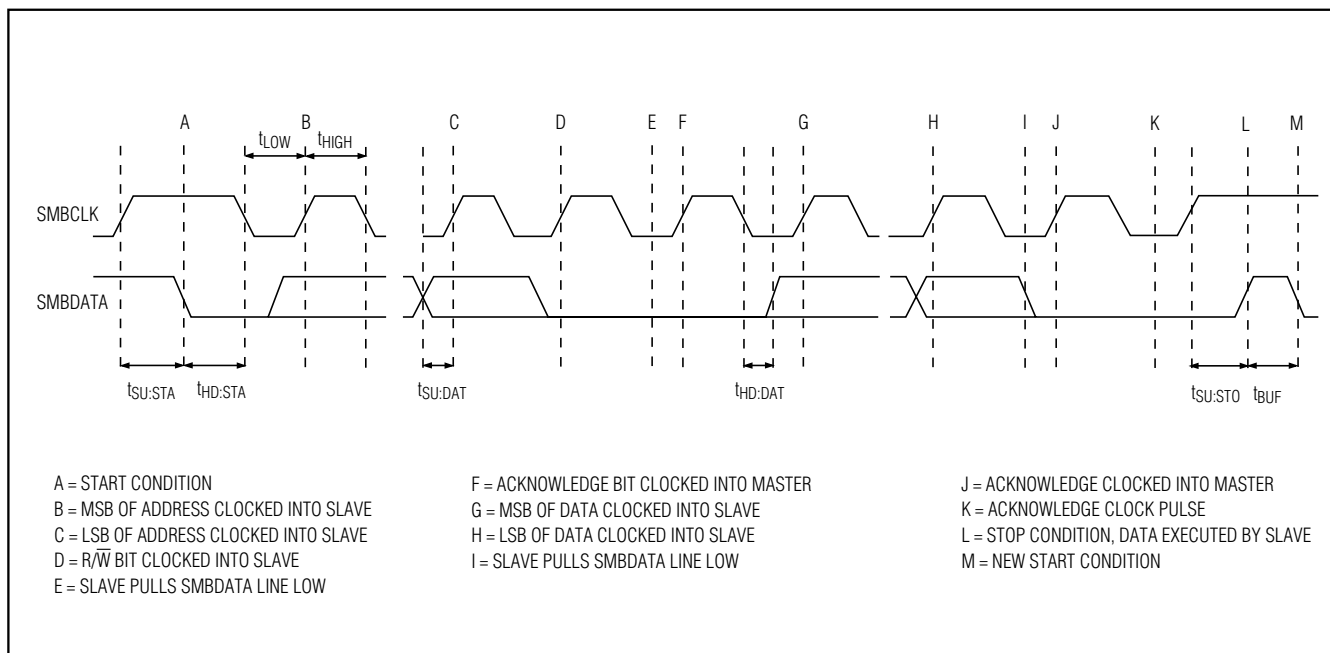 A B C D E F G H I J K L M
tLOW tHIGH
SMBCLK
SMBDATA
tSU:STA tHD:STA tSU:DAT tHD:DAT tSU:STO tBUF
A = START CONDITION
B = MSB OF ADDRESS CLOCKED INTO SLAVE
C = LSB OF ADDRESS CLOCKED INTO SLAVE
D = R/W̅ BIT CLOCKED INTO SLAVE
E = SLAVE PULLS SMBDATA LINE LOW
F = ACKNOWLEDGE BIT CLOCKED INTO MASTER
G = MSB OF DATA CLOCKED INTO SLAVE
H = LSB OF DATA CLOCKED INTO SLAVE
I = SLAVE PULLS SMBDATA LINE LOW
J = ACKNOWLEDGE CLOCKED INTO MASTER
K = ACKNOWLEDGE CLOCK PULSE
L = STOP CONDITION, DATA EXECUTED BY SLAVE
M = NEW START CONDITION